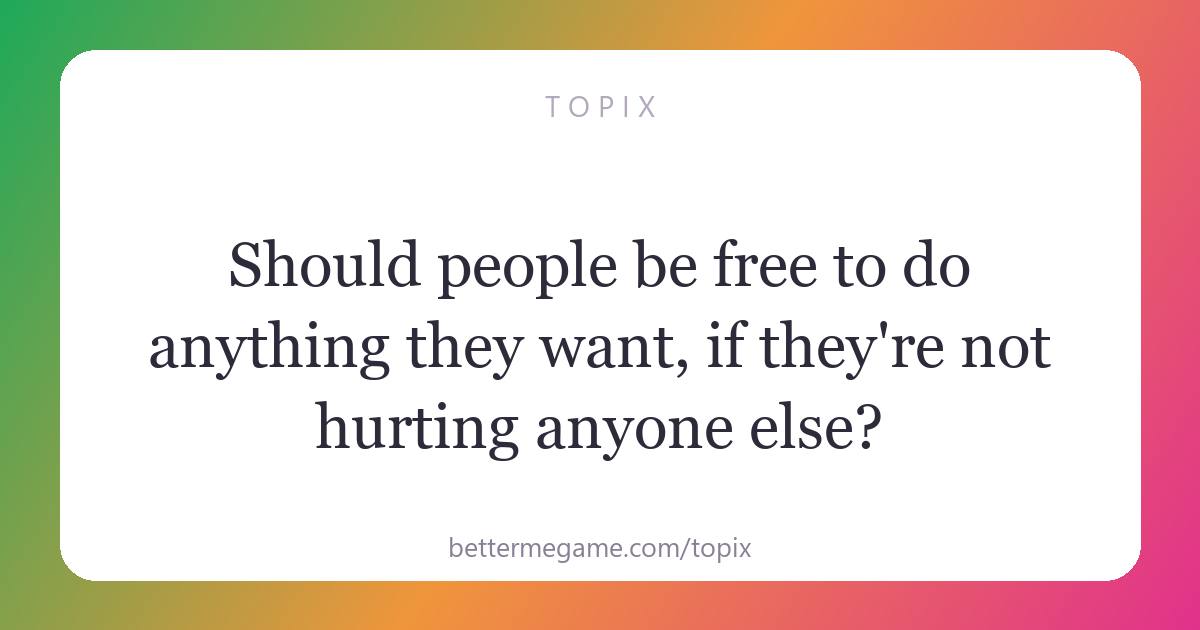 TOPIX
Should people be free to do
anything they want, if they're not
hurting anyone else?
bettermegame.com/topix